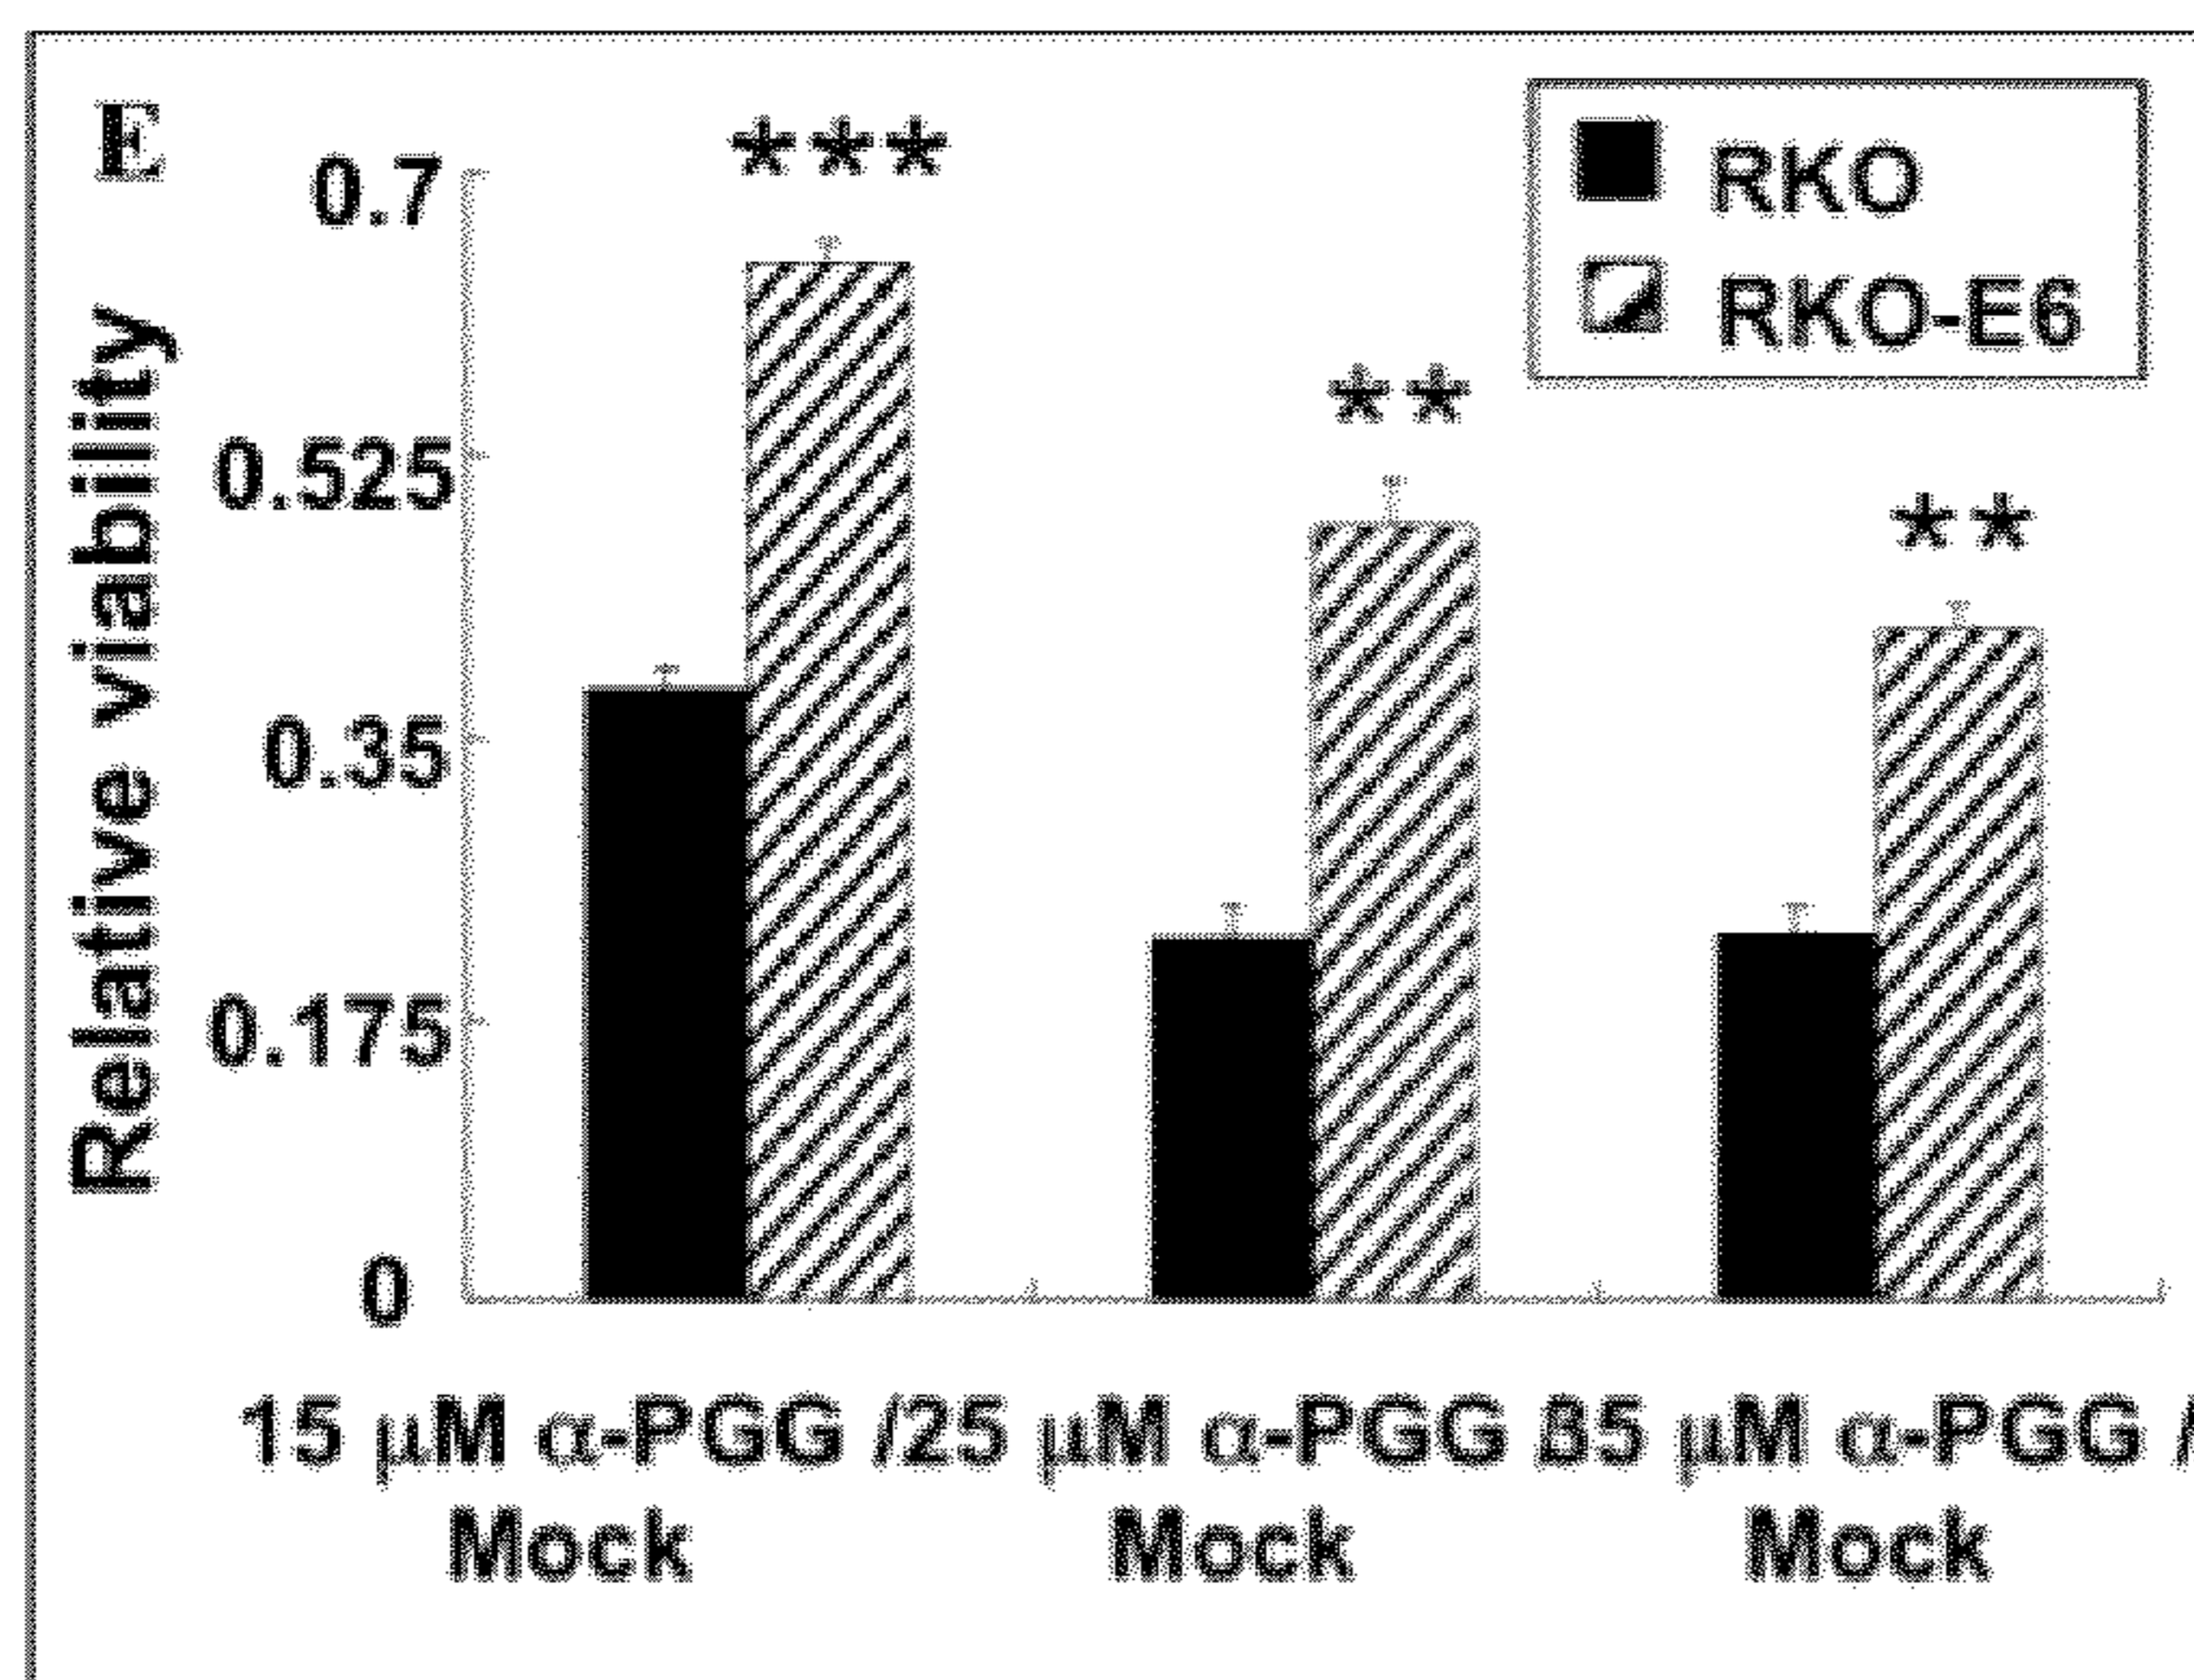 E
***
RKO
RKO-E6
**
**
Relative viability
0.7
0.525
0.35
0.175
0
15 μM α-PGG /25 μM α-PGG 35 μM α-PGG /
Mock Mock Mock